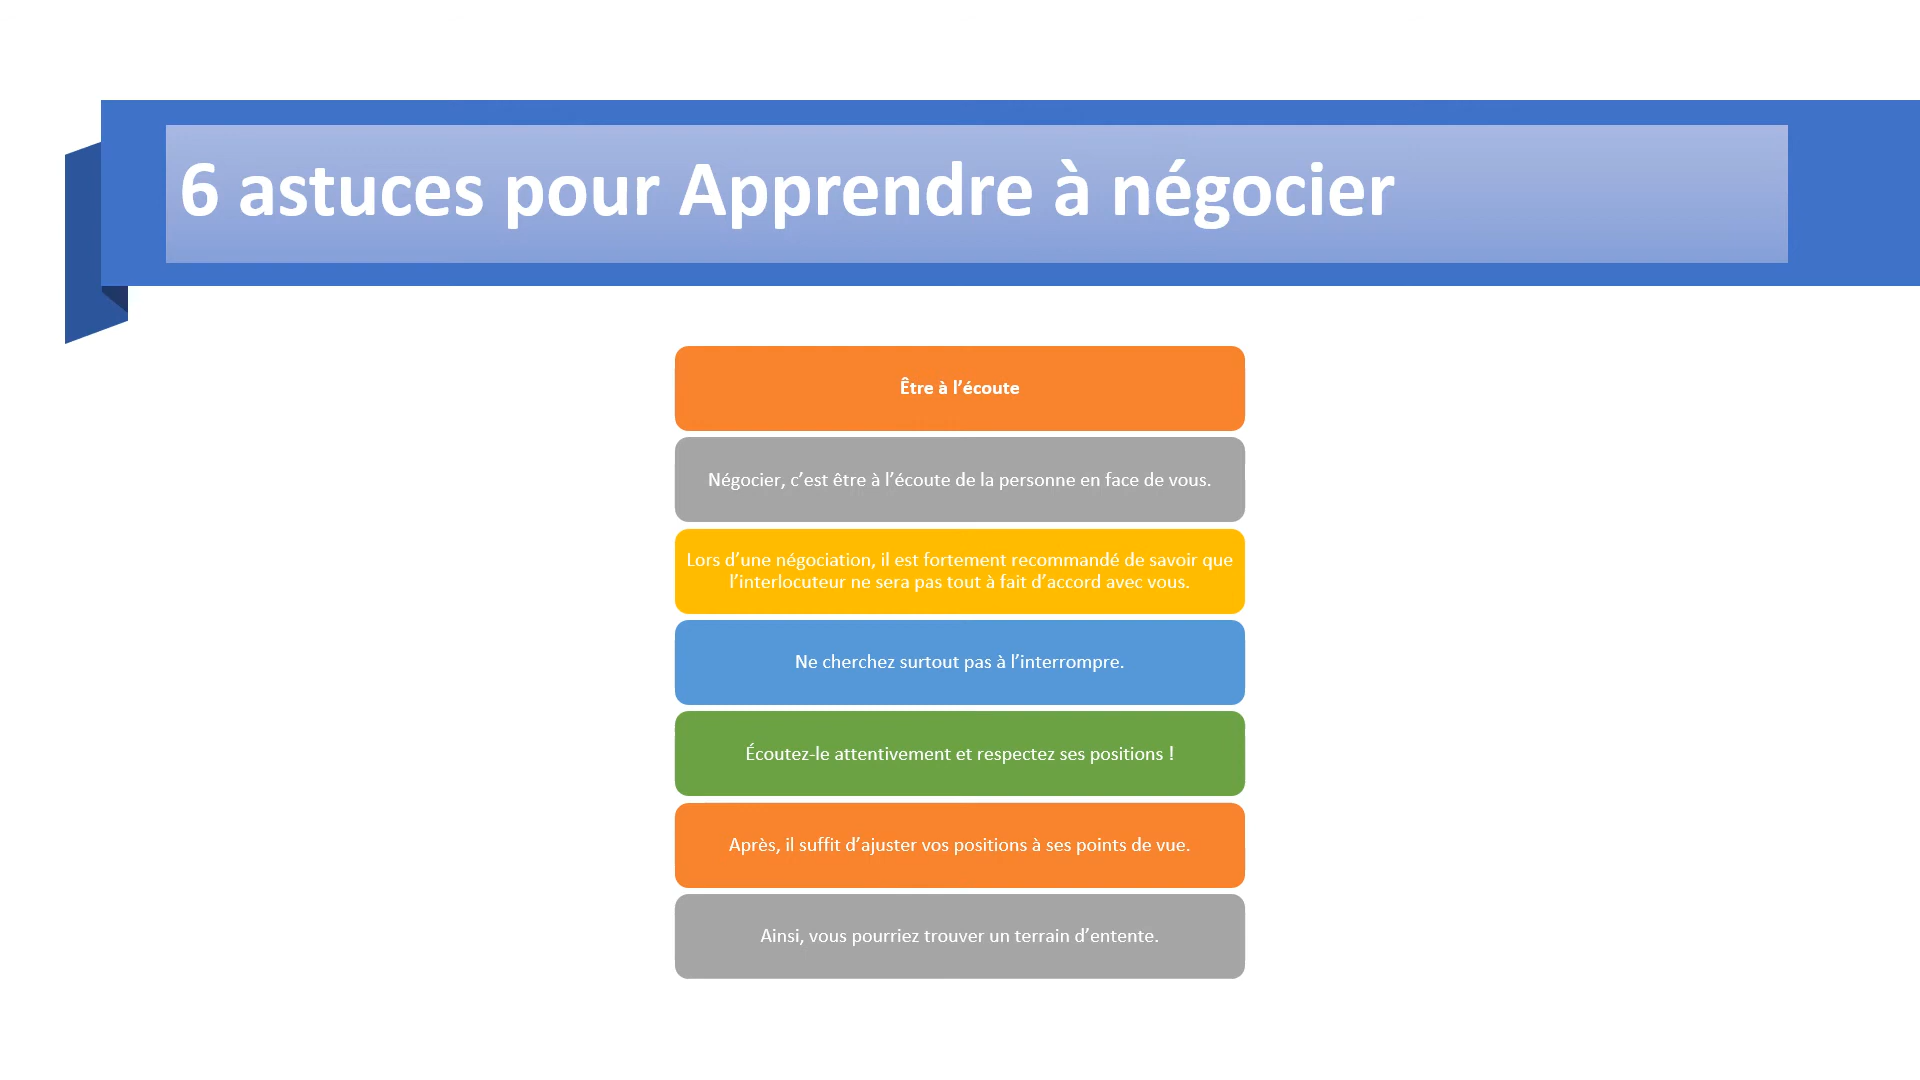 6 astuces pour Apprendre à négocier
Être à l’écoute
Négocier, c’est être à l’écoute de la personne en face de vous.
Lors d’une négociation, il est fortement recommandé de savoir que
l’interlocuteur ne sera pas tout à fait d’accord avec vous.
Ne cherchez surtout pas à l’interrompre.
Écoutez-le attentivement et respectez ses positions !
Après, il suffit d’ajuster vos positions à ses points de vue.
Ainsi, vous pourriez trouver un terrain d’entente.